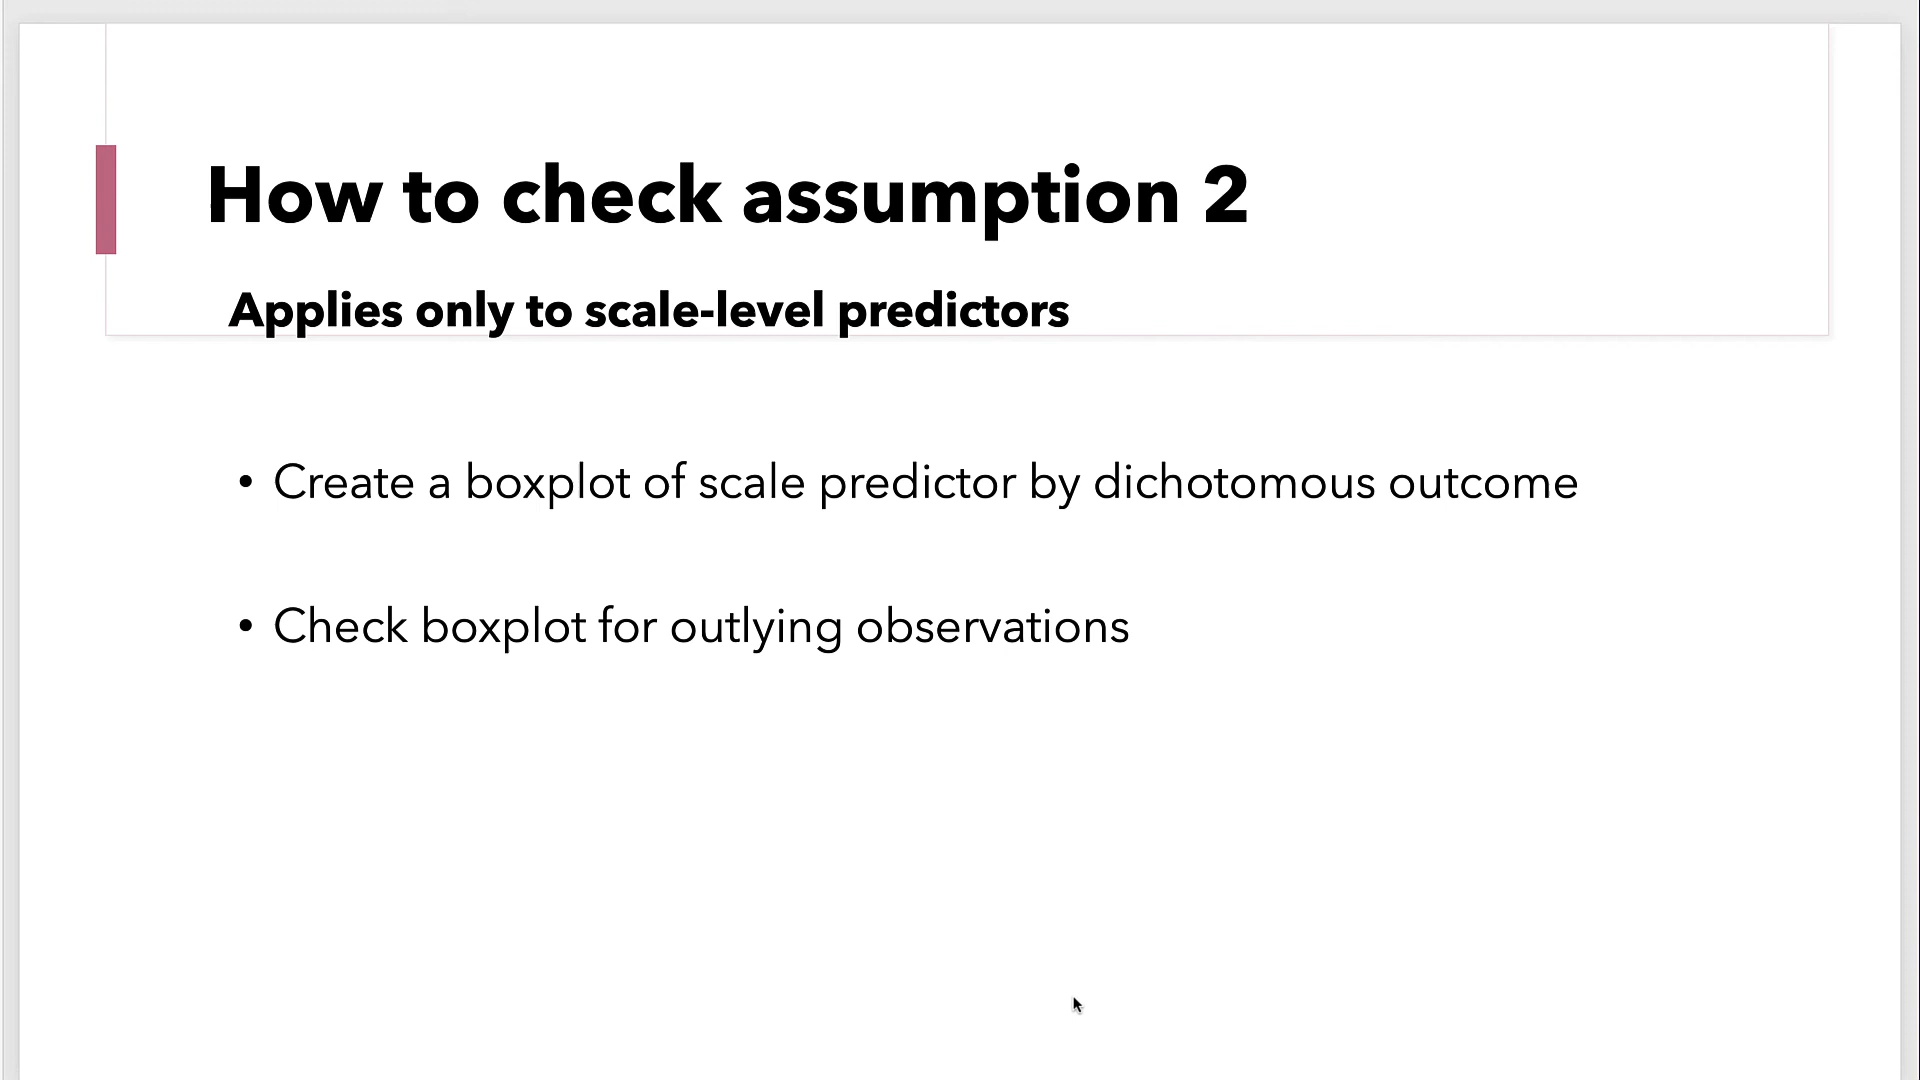 How to check assumption 2
Applies only to scale-level predictors
• Create a boxplot of scale predictor by dichotomous outcome
• Check boxplot for outlying observations